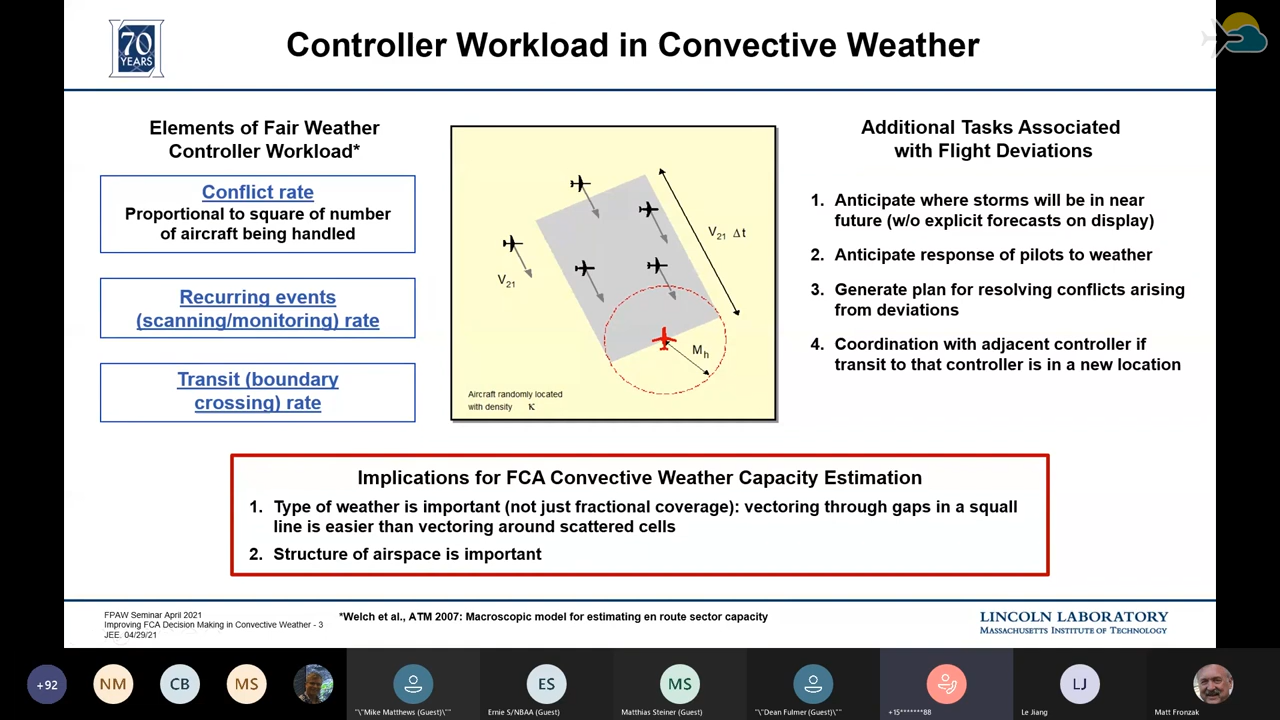 70
YEARS
Controller Workload in Convective Weather
Elements of Fair Weather
Controller Workload*
Conflict rate
Proportional to square of number
of aircraft being handled
Recurring events
(scanning/monitoring) rate
Transit (boundary
crossing) rate
V21
V21 Δt
Mh
Aircraft randomly located
with density κ
Additional Tasks Associated
with Flight Deviations
1. Anticipate where storms will be in near
future (w/o explicit forecasts on display)
2. Anticipate response of pilots to weather
3. Generate plan for resolving conflicts arising
from deviations
4. Coordination with adjacent controller if
transit to that controller is in a new location
Implications for FCA Convective Weather Capacity Estimation
1. Type of weather is important (not just fractional coverage): vectoring through gaps in a squall
line is easier than vectoring around scattered cells
2. Structure of airspace is important
FPAW Seminar April 2021
Improving FCA Decision Making in Convective Weather - 3
JEE. 04/29/21
*Welch et al., ATM 2007: Macroscopic model for estimating en route sector capacity
LINCOLN LABORATORY
MASSACHUSETTS INSTITUTE OF TECHNOLOGY
+92
NM
CB
MS
"\"Mike Matthews (Guest)\""
ES
Ernie S/NBAA (Guest)
MS
Matthias Steiner (Guest)
"\"Dean Fulmer (Guest)\""
+15*******88
LJ
Le Jiang
Matt Fronzak